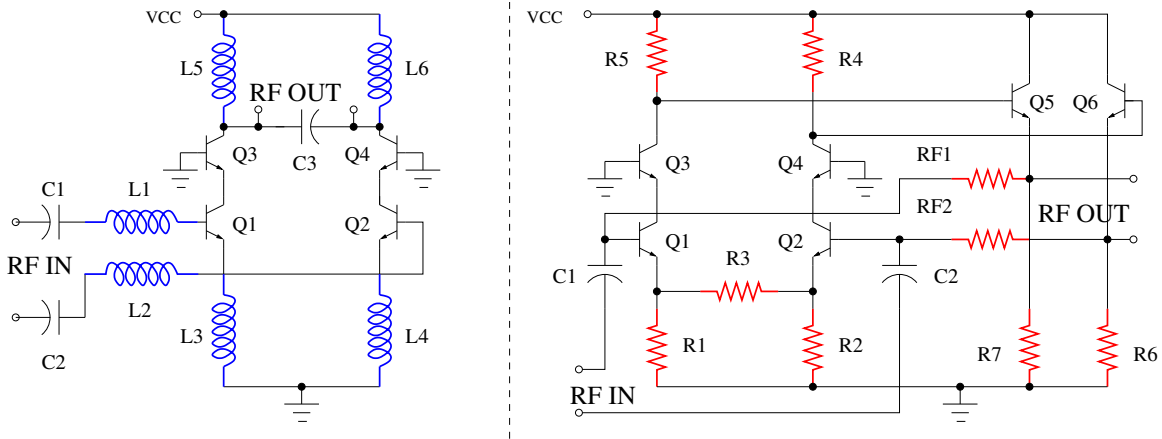 VCC
L5
L6
RF OUT
Q3
C3
Q4
C1
L1
Q1
Q2
RF IN
L2
C2
L3
L4
VCC
R5
R4
Q5
Q6
Q3
Q4
RF1
RF2
RF OUT
Q1
Q2
C1
R3
C2
R1
R2
R7
R6
RF IN